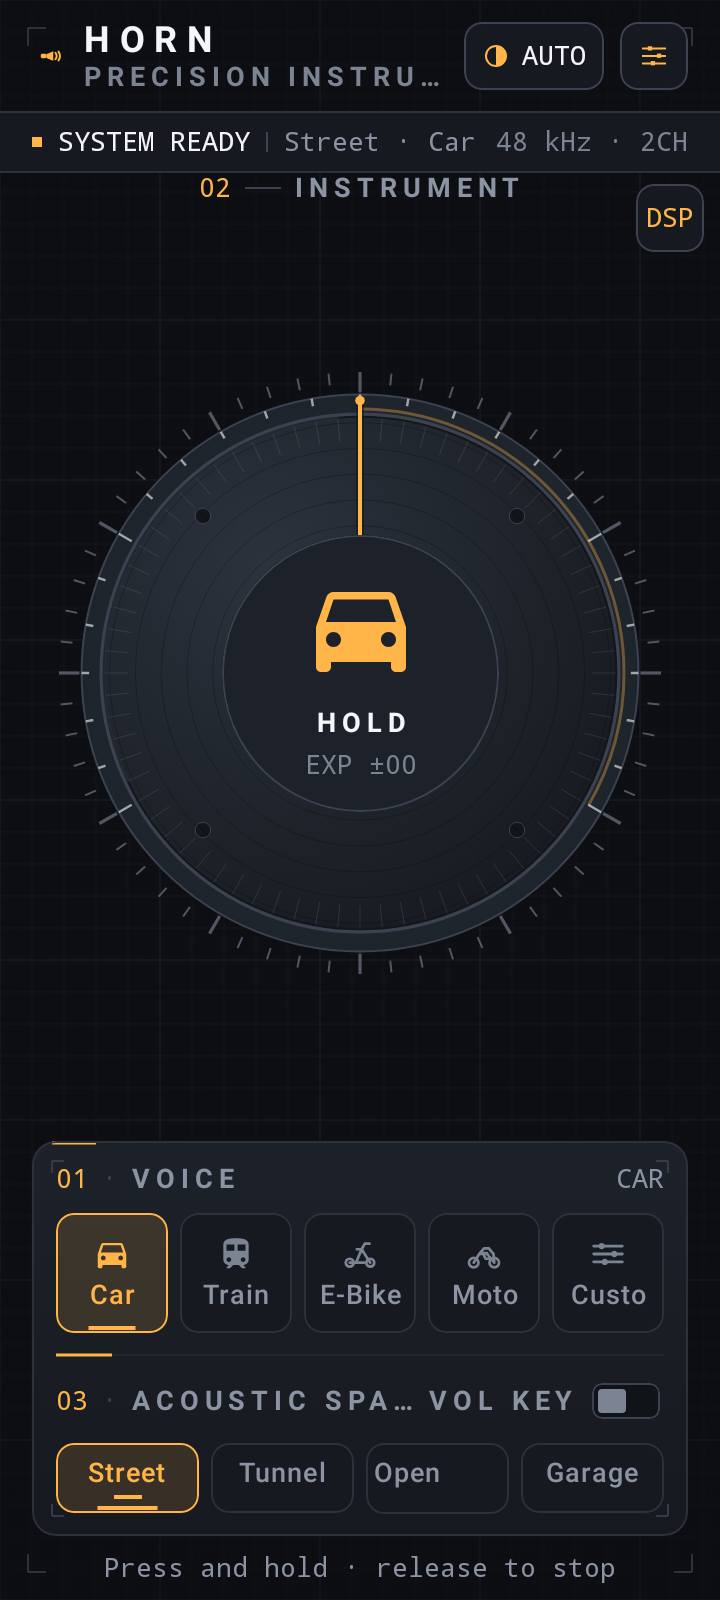 HORN
PRECISION INSTRU…
AUTO
SYSTEM READY | Street · Car 48 kHz · 2CH
02 — INSTRUMENT
DSP
HOLD
EXP ±00
01 · VOICE CAR
Car Train E-Bike Moto Custo
03 · ACOUSTIC SPA… VOL KEY
Street Tunnel Open Garage
Press and hold · release to stop